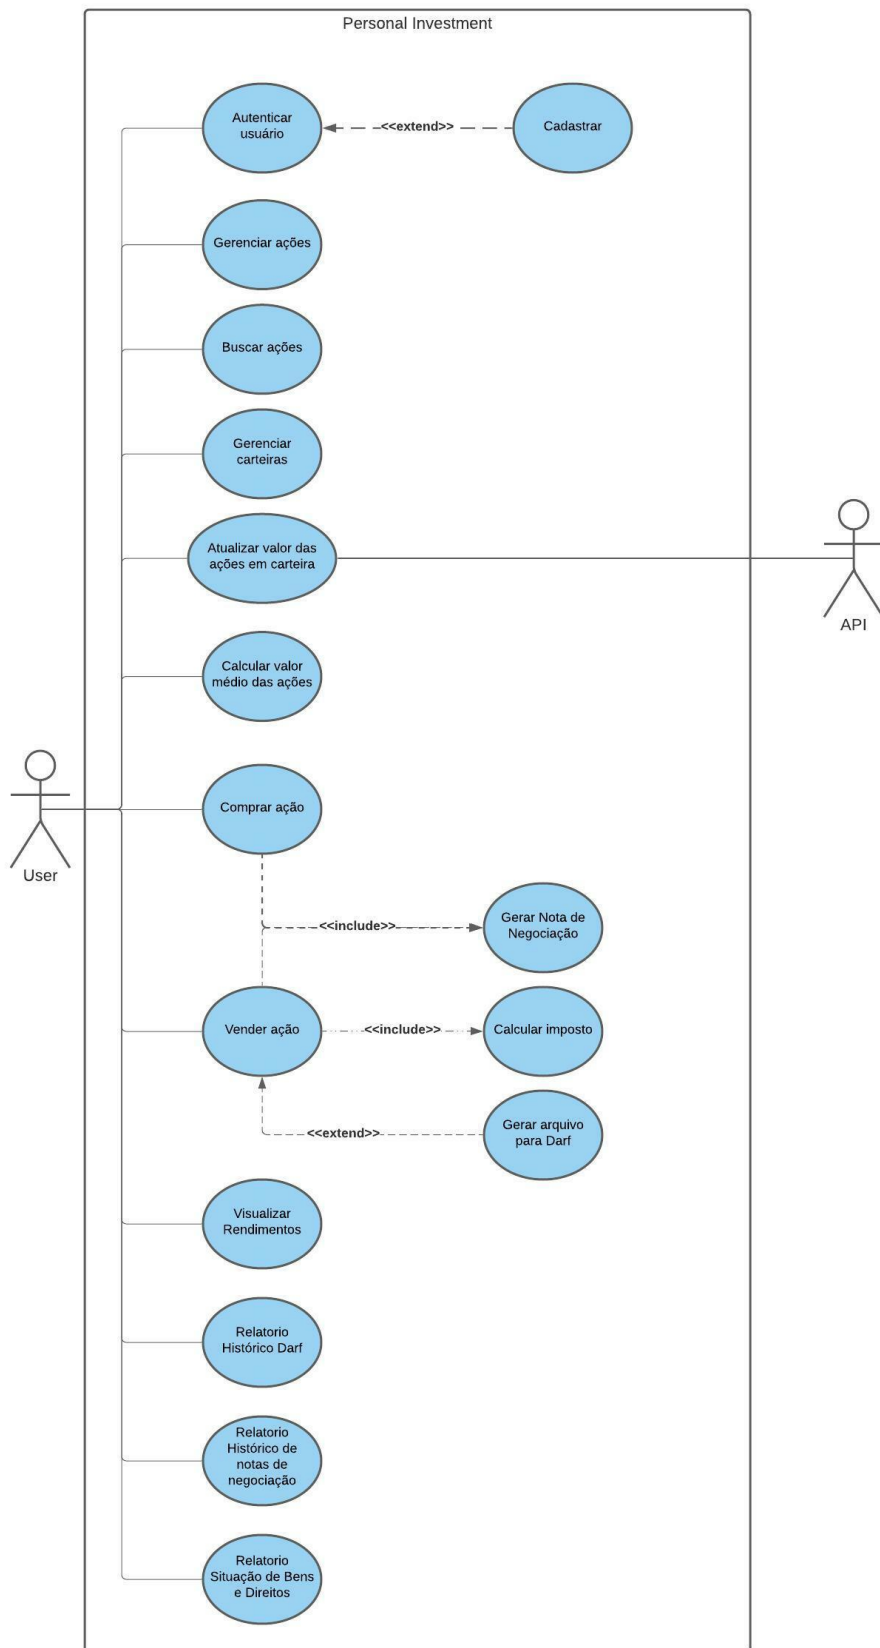 Personal Investment
Autenticar
usuário
<<extend>>
Cadastrar
Gerenciar ações
Buscar ações
Gerenciar
carteiras
Atualizar valor das
ações em carteira
API
Calcular valor
médio das ações
Comprar ação
User
<<include>>
Gerar Nota de
Negociação
Vender ação
<<include>>
Calcular imposto
<<extend>>
Gerar arquivo
para Darf
Visualizar
Rendimentos
Relatorio
Histórico Darf
Relatorio
Histórico de
notas de
negociação
Relatorio
Situação de Bens
e Direitos